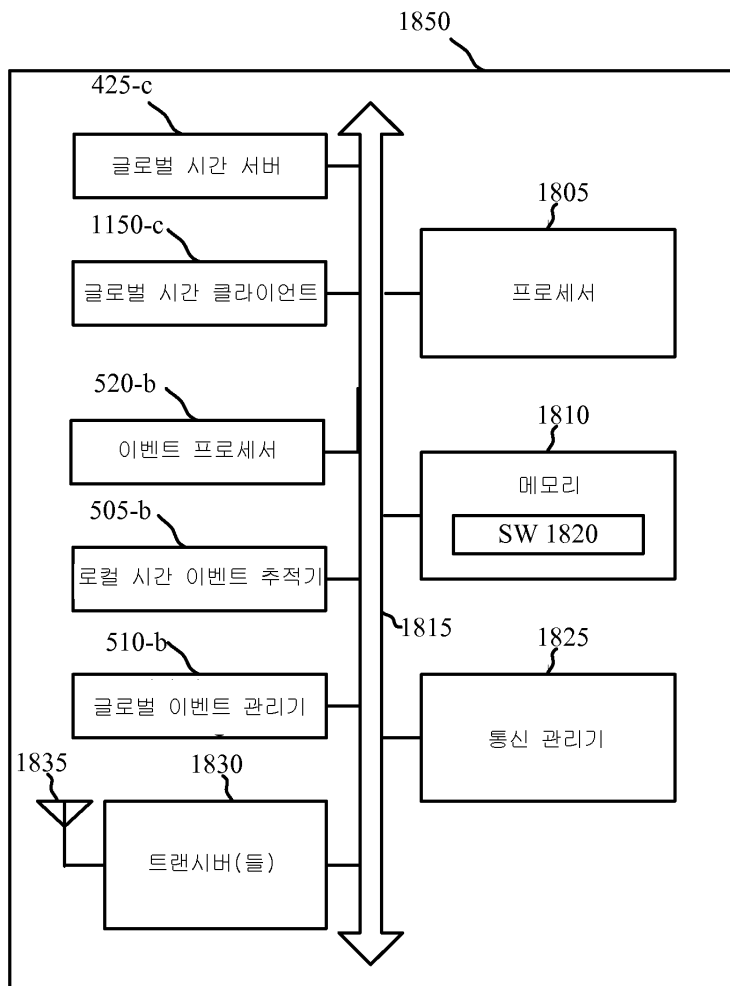 1850
425-c
글로벌 시간 서버
1150-c
글로벌 시간 클라이언트
1805
프로세서
520-b
이벤트 프로세서
1810
메모리
SW 1820
505-b
로컬 시간 이벤트 추적기
1815
510-b
글로벌 이벤트 관리기
1825
통신 관리기
1835
1830
트랜시버(들)